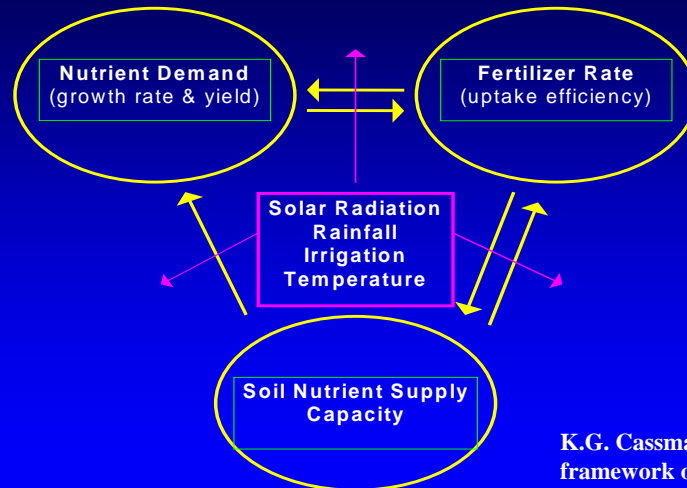 Nutrient Demand
(growth rate & yield)
Fertilizer Rate
(uptake efficiency)
Solar Radiation
Rainfall
Irrigation
Temperature
Soil Nutrient Supply
Capacity
K.G. Cassma
framework o